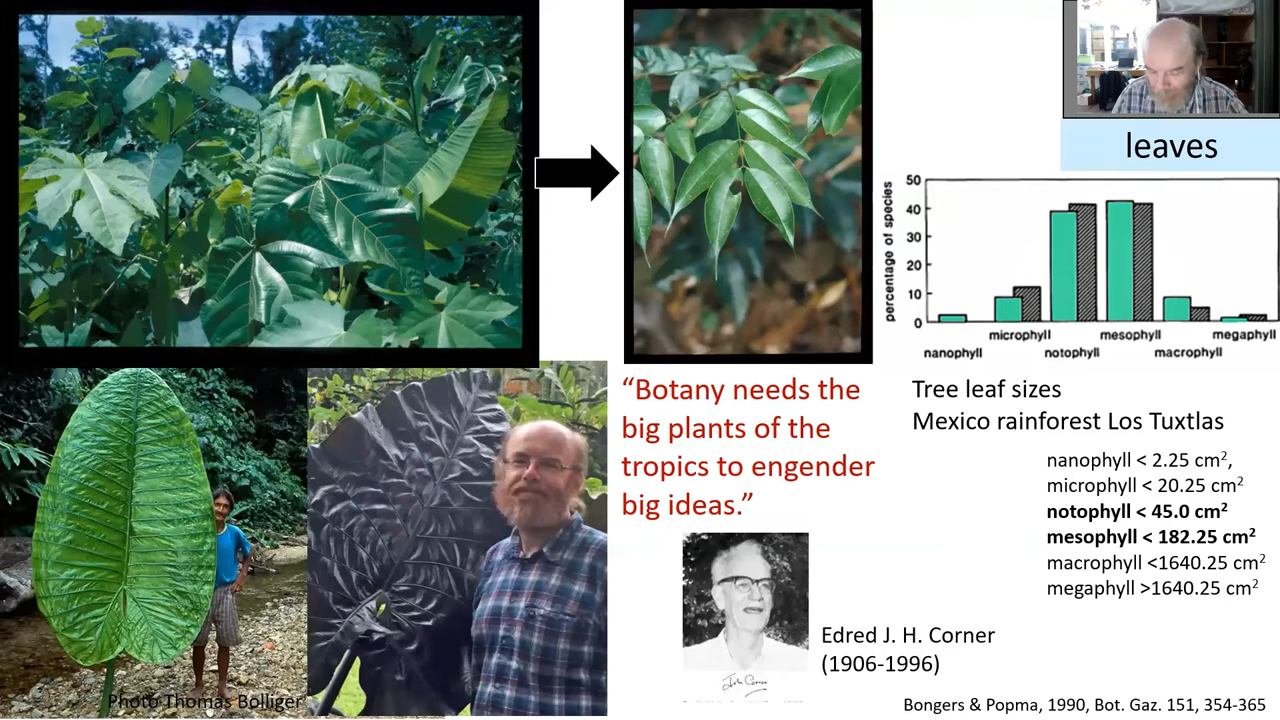 leaves
percentage of species
50
40
30
20
10
0
microphyll
mesophyll
megaphyll
nanophyll
notophyll
macrophyll
“Botany needs the
big plants of the
tropics to engender
big ideas.”
Tree leaf sizes
Mexico rainforest Los Tuxtlas
nanophyll < 2.25 cm²,
microphyll < 20.25 cm²
notophyll < 45.0 cm²
mesophyll < 182.25 cm²
macrophyll <1640.25 cm²
megaphyll >1640.25 cm²
Edred J. H. Corner
(1906-1996)
Photo Thomas Bolliger
Bongers & Popma, 1990, Bot. Gaz. 151, 354-365